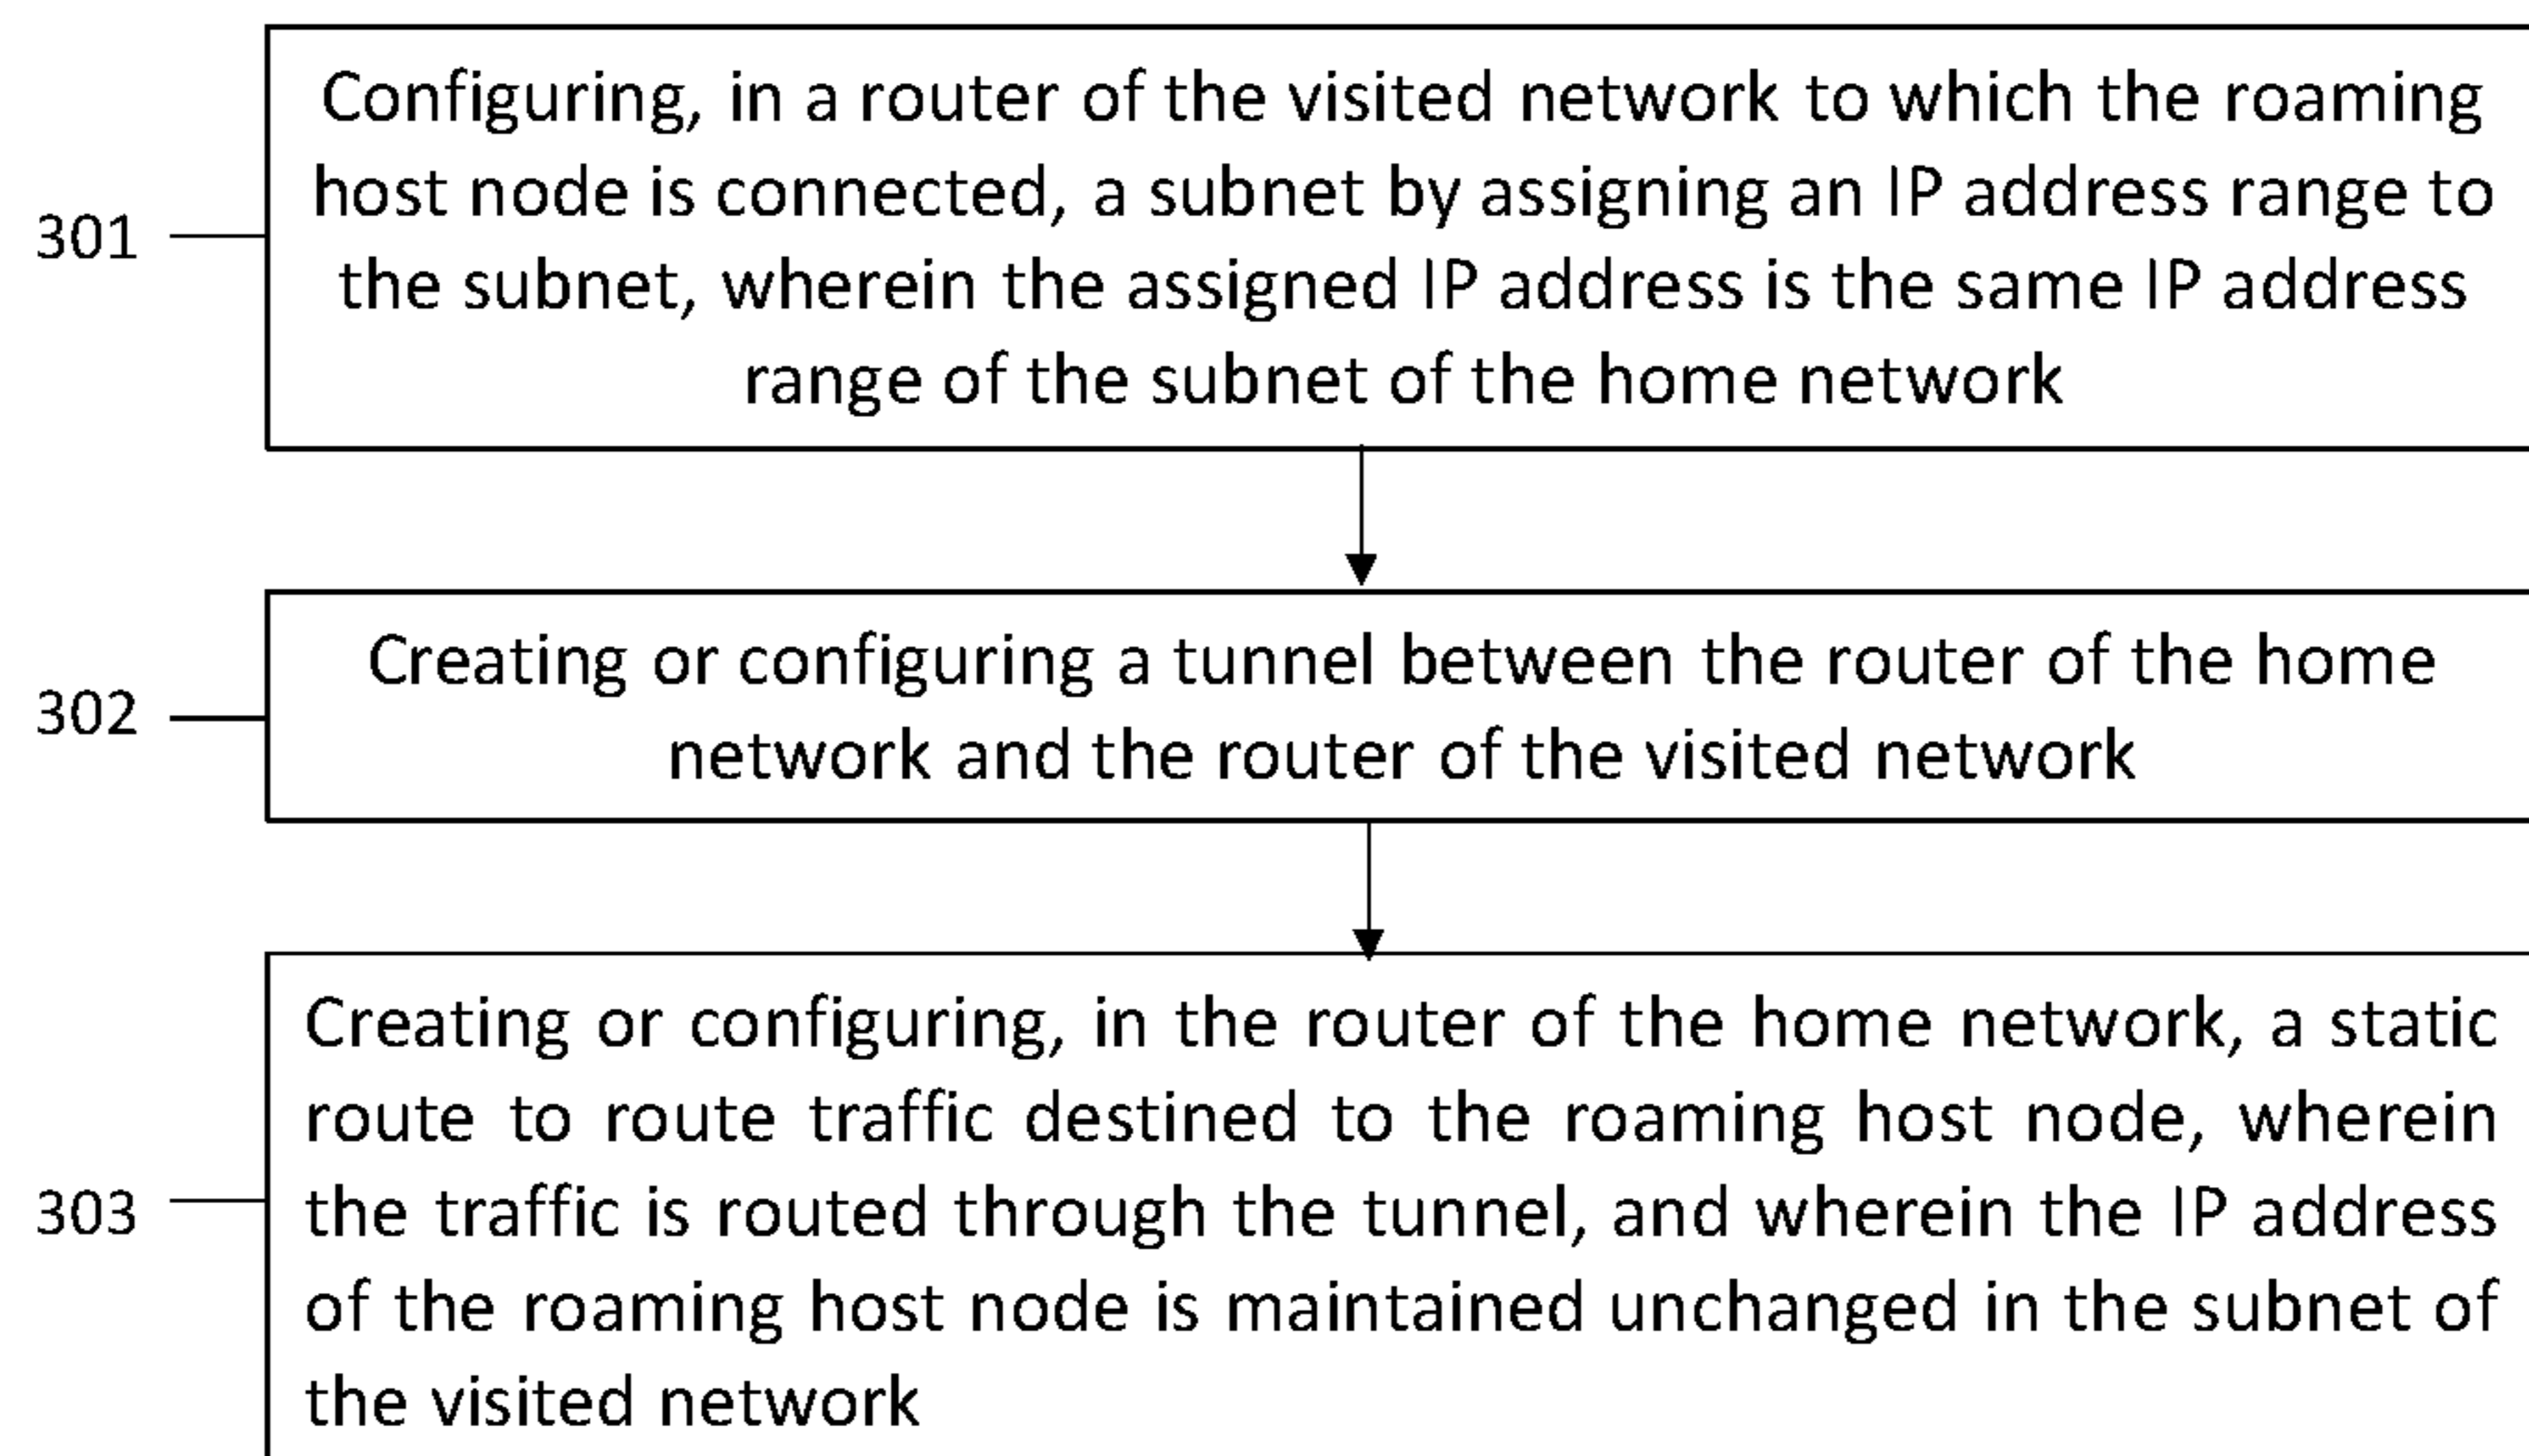 Configuring, in a router of the visited network to which the roaming
host node is connected, a subnet by assigning an IP address range to
301
the subnet, wherein the assigned IP address is the same IP address
range of the subnet of the home network
Creating or configuring a tunnel between the router of the home
302
network and the router of the visited network
Creating or configuring, in the router of the home network, a static
route to route traffic destined to the roaming host node, wherein
303
the traffic is routed through the tunnel, and wherein the IP address
of the roaming host node is maintained unchanged in the subnet of
the visited network